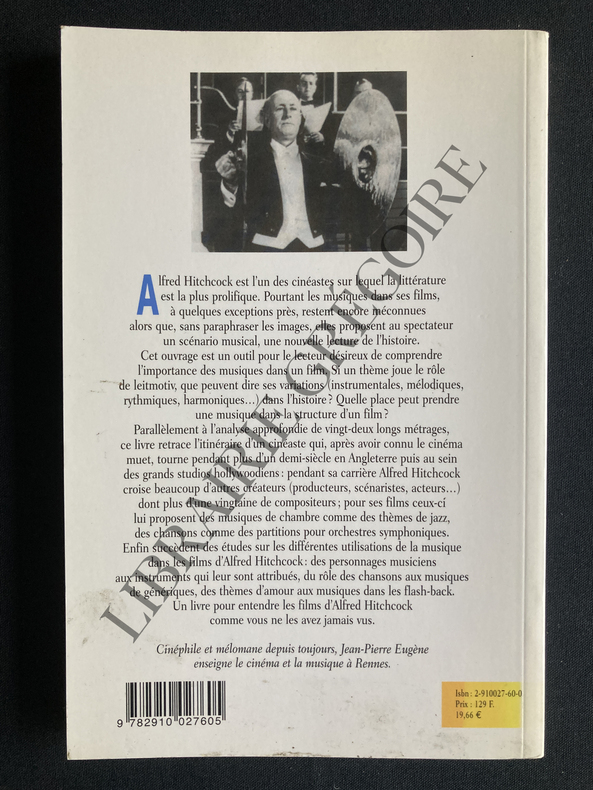 Alfred Hitchcock est l'un des cinéastes sur lequel la littérature
est la plus prolifique. Pourtant les musiques dans ses films,
à quelques exceptions près, restent encore méconnues
alors que, sans paraphraser les images, elles proposent au spectateur
un scénario musical, une nouvelle lecture de l'histoire.
Cet ouvrage est un outil pour le lecteur désireux de comprendre
l'importance des musiques dans un film. Si un thème joue le rôle
de leitmotiv, que peuvent dire ses variations (instrumentales, mélodiques,
rythmiques, harmoniques...) dans l'histoire ? Quelle place peut prendre
une musique dans la structure d'un film ?
Parallèlement à l'analyse approfondie de vingt-deux longs métrages,
ce livre retrace l'itinéraire d'un cinéaste qui, après avoir connu le cinéma
muet, tourne pendant plus d'un demi-siècle en Angleterre puis au sein
des grands studios hollywoodiens : pendant sa carrière Alfred Hitchcock
croise beaucoup d'autres créateurs (producteurs, scénaristes, acteurs...)
dont plus d'une vingtaine de compositeurs ; pour ses films ceux-ci
lui proposent des musiques de chambre comme des thèmes de jazz,
des chansons comme des partitions pour orchestres symphoniques.
Enfin succèdent des études sur les différentes utilisations de la musique
dans les films d'Alfred Hitchcock : des personnages musiciens
aux instruments qui leur sont attribués, du rôle des chansons aux musiques
de génériques, des thèmes d'amour aux musiques dans les flash-back.
Un livre pour entendre les films d'Alfred Hitchcock
comme vous ne les avez jamais vus.
Cinéphile et mélomane depuis toujours, Jean-Pierre Eugène
enseigne le cinéma et la musique à Rennes.
Isbn : 2-910027-60-0
Prix : 129 F.
19,66 €
9 782910 027605
LIBRAIRIE GRÉGOIRE